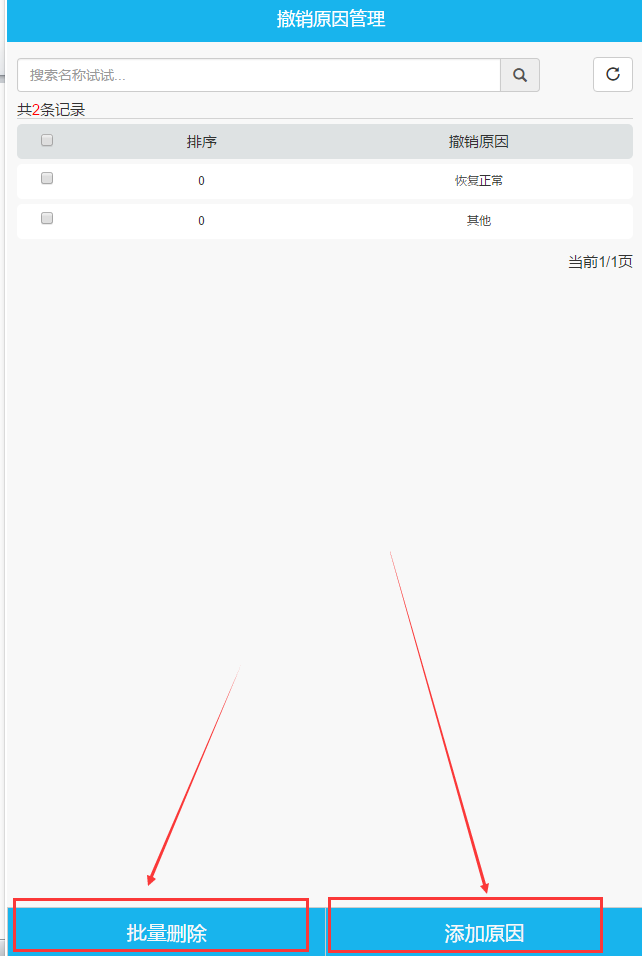 撤销原因管理
搜索名称试试...
共2条记录
排序 撤销原因
0 恢复正常
0 其他
当前1/1页
批量删除 添加原因